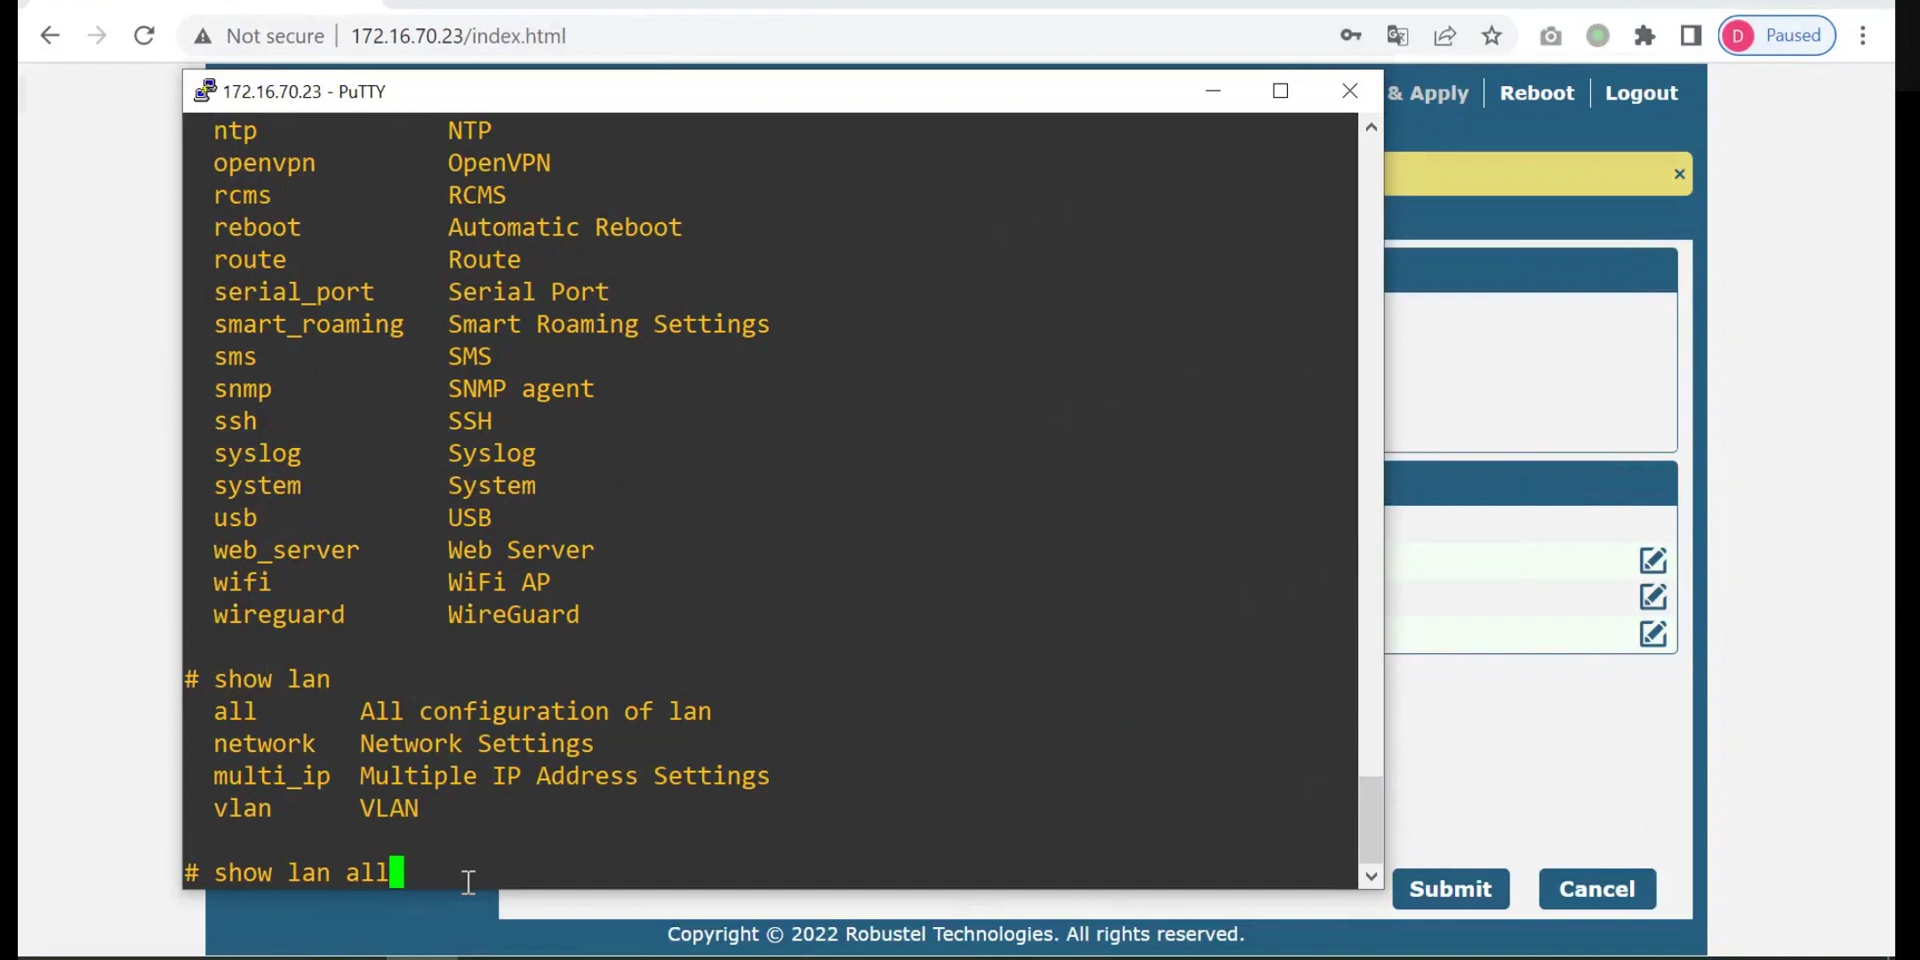 Not secure | 172.16.70.23/index.html
D Paused
172.16.70.23 - PuTTY
& Apply | Reboot | Logout
ntp NTP
openvpn OpenVPN
rcms RCMS
reboot Automatic Reboot
route Route
serial_port Serial Port
smart_roaming Smart Roaming Settings
sms SMS
snmp SNMP agent
ssh SSH
syslog Syslog
system System
usb USB
web_server Web Server
wifi WiFi AP
wireguard WireGuard
# show lan
all All configuration of lan
network Network Settings
multi_ip Multiple IP Address Settings
vlan VLAN
# show lan all
Submit Cancel
Copyright © 2022 Robustel Technologies. All rights reserved.